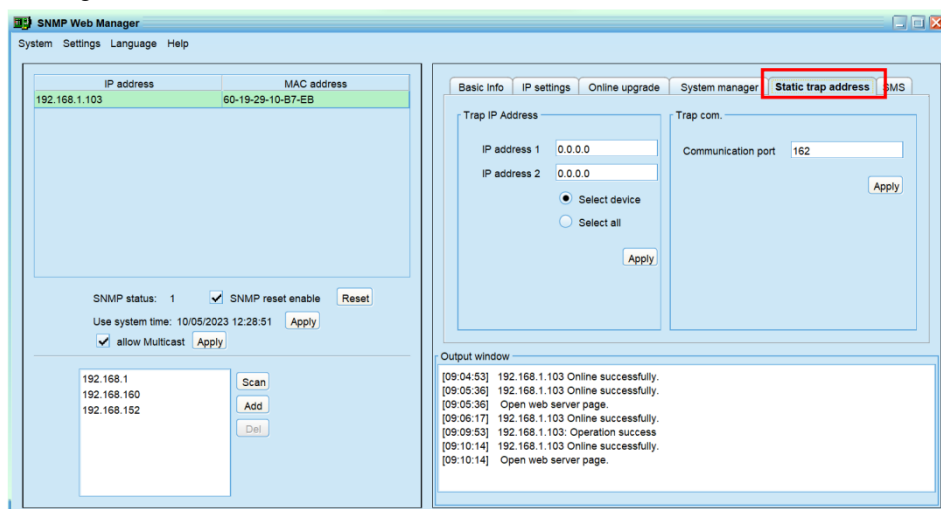 SNMP Web Manager
System Settings Language Help
IP address MAC address
192.168.1.103 60-19-29-10-B7-EB
SNMP status: 1 SNMP reset enable Reset
Use system time: 10/05/2023 12:28:51 Apply
allow Multicast Apply
192.168.1
192.168.160
192.168.152
Scan
Add
Del
Basic Info IP settings Online upgrade System manager Static trap address SMS
Trap IP Address
IP address 1 0.0.0.0
IP address 2 0.0.0.0
Select device
Select all
Apply
Trap com.
Communication port 162
Apply
Output window
[09:04:53] 192.168.1.103 Online successfully.
[09:05:36] 192.168.1.103 Online successfully.
[09:05:36] Open web server page.
[09:06:17] 192.168.1.103 Online successfully.
[09:09:53] 192.168.1.103: Operation success
[09:10:14] 192.168.1.103 Online successfully.
[09:10:14] Open web server page.